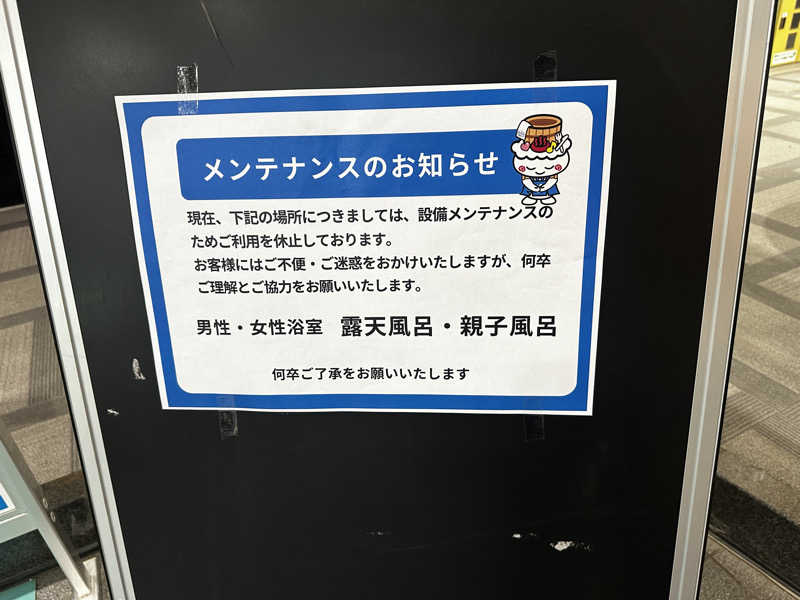 メンテナンスのお知らせ
現在、下記の場所につきましては、設備メンテナンスの
ためご利用を休止しております。
お客様にはご不便・ご迷惑をおかけいたしますが、何卒
ご理解とご協力をお願いいたします。
男性・女性浴室　露天風呂・親子風呂
何卒ご了承をお願いいたします